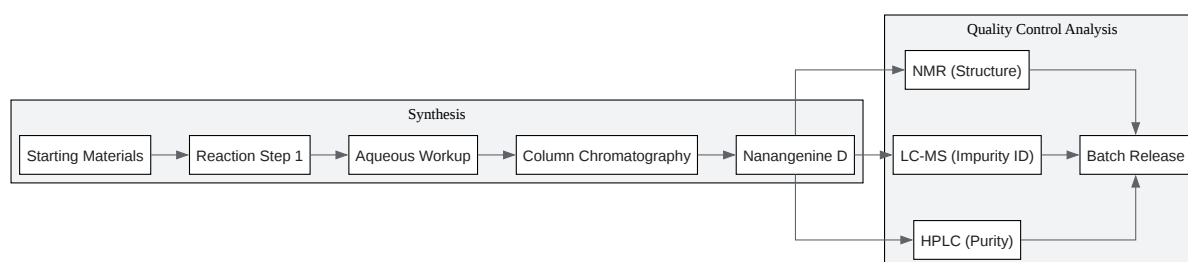 Quality Control Analysis
NMR (Structure)
Synthesis
Starting Materials
Reaction Step 1
Aqueous Workup
Column Chromatography
Nanangenine D
LC-MS (Impurity ID)
Batch Release
HPLC (Purity)